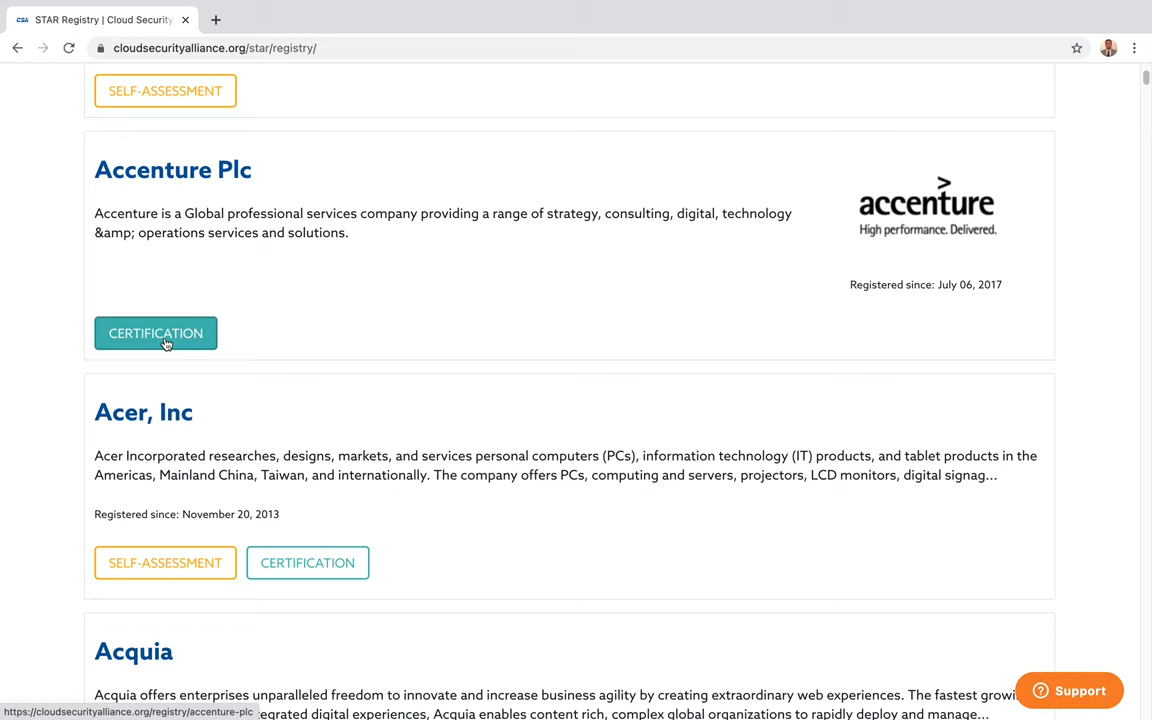 CSA STAR Registry | Cloud Security
cloudsecurityalliance.org/star/registry/
SELF-ASSESSMENT
Accenture Plc
Accenture is a Global professional services company providing a range of strategy, consulting, digital, technology
&amp; operations services and solutions.
accenture
High performance. Delivered.
Registered since: July 06, 2017
CERTIFICATION
Acer, Inc
Acer Incorporated researches, designs, markets, and services personal computers (PCs), information technology (IT) products, and tablet products in the
Americas, Mainland China, Taiwan, and internationally. The company offers PCs, computing and servers, projectors, LCD monitors, digital signag...
Registered since: November 20, 2013
SELF-ASSESSMENT CERTIFICATION
Acquia
Acquia offers enterprises unparalleled freedom to innovate and increase business agility by creating extraordinary web experiences. The fastest
Support
https://cloudsecurityalliance.org/registry/accenture-plc
digital experiences, Acquia enables content rich, complex global organizations to rapidly deploy and manage...